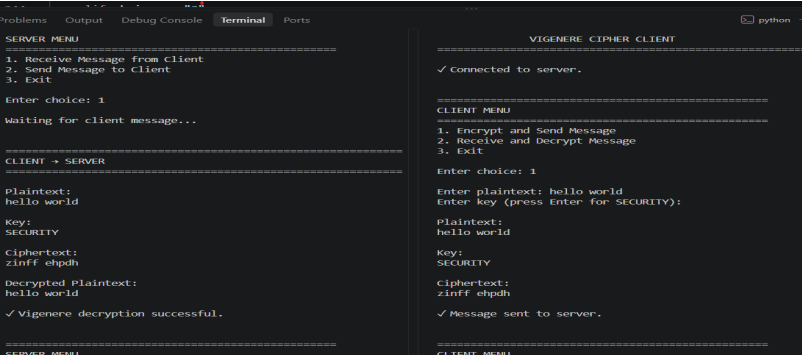 Problems Output Debug Console Terminal Ports
python
SERVER MENU
==================================================
1. Receive Message from Client
2. Send Message to Client
3. Exit
Enter choice: 1
Waiting for client message...
============================================================
CLIENT → SERVER
============================================================
Plaintext:
hello world
Key:
SECURITY
Ciphertext:
zinff ehpdh
Decrypted Plaintext:
hello world
✓ Vigenere decryption successful.
==================================================
SERVER MENU
VIGENERE CIPHER CLIENT
============================================================
✓ Connected to server.
==================================================
CLIENT MENU
==================================================
1. Encrypt and Send Message
2. Receive and Decrypt Message
3. Exit
Enter choice: 1
Enter plaintext: hello world
Enter key (press Enter for SECURITY):
Plaintext:
hello world
Key:
SECURITY
Ciphertext:
zinff ehpdh
✓ Message sent to server.
==================================================
CLIENT MENU